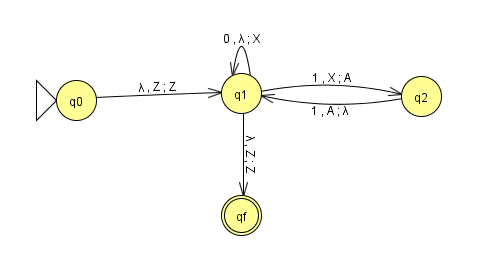 0 , λ ; X
λ , Z ; Z
1 , X ; A
q0
q1
q2
1 , A ; λ
λ , Z ; Z
qf